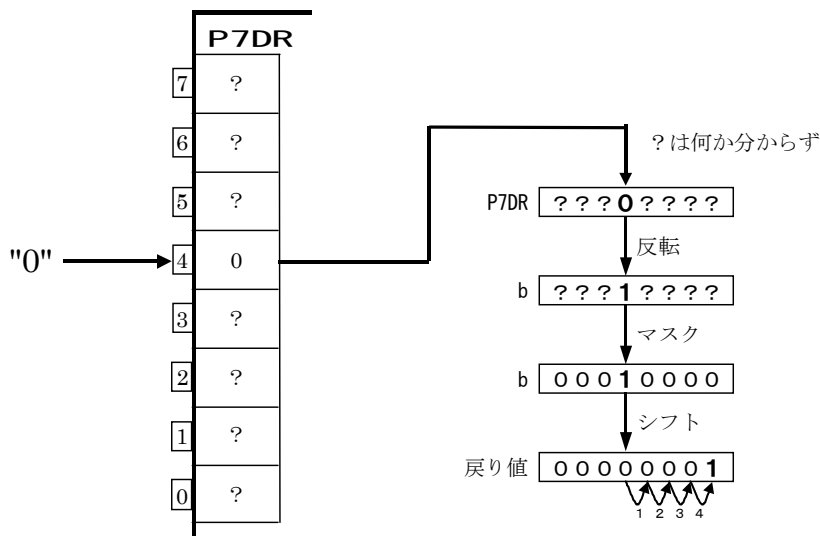 P7DR
7 ?
6 ?
5 ?
"0" 4 0
3 ?
2 ?
1 ?
0 ?
?は何か分からず
P7DR ???0????
反転
b ???1????
マスク
b 00010000
シフト
戻り値 00000001
1 2 3 4